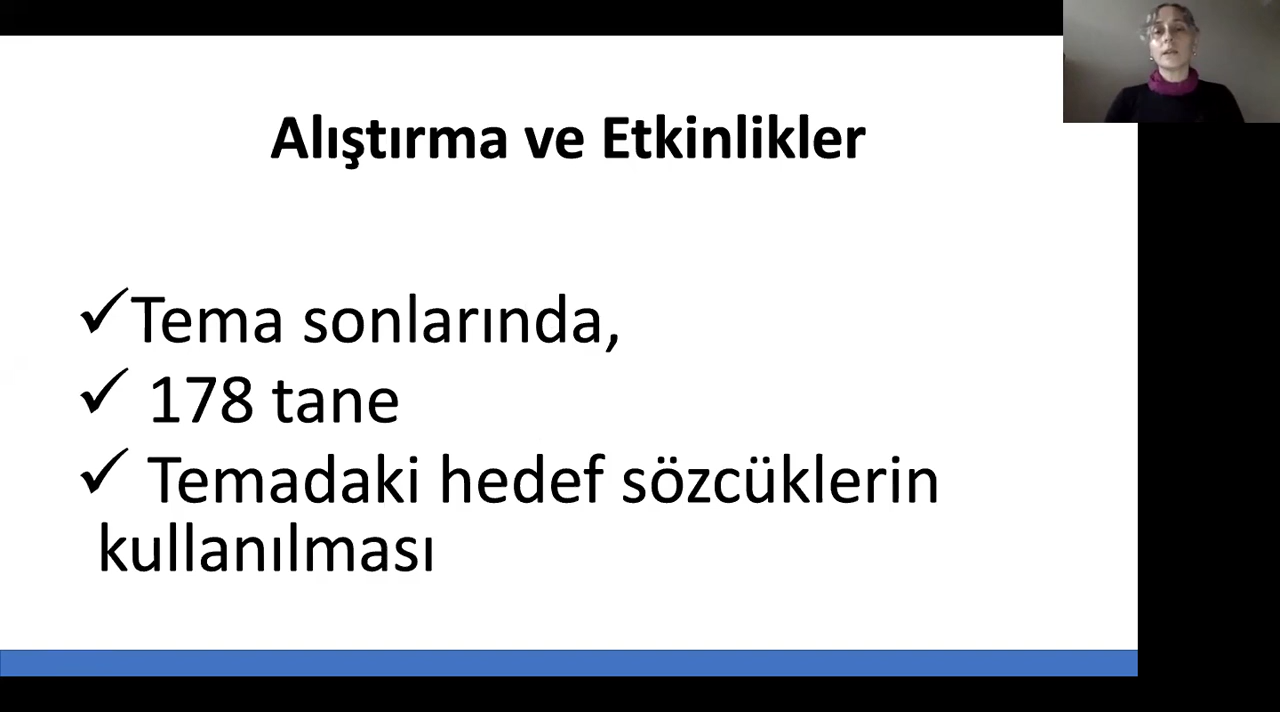 Alıştırma ve Etkinlikler
✓Tema sonlarında,
✓ 178 tane
✓ Temadaki hedef sözcüklerin
kullanılması